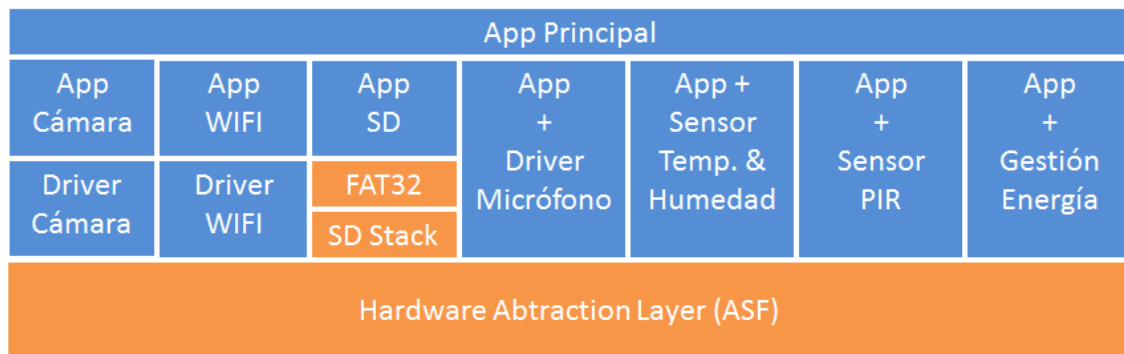 App Principal
App
Cámara
App
WIFI
App
SD
App
+
Driver
Micrófono
App +
Sensor
Temp. &
Humedad
App
+
Sensor
PIR
App
+
Gestión
Energía
Driver
Cámara
Driver
WIFI
FAT32
SD Stack
Hardware Abtraction Layer (ASF)